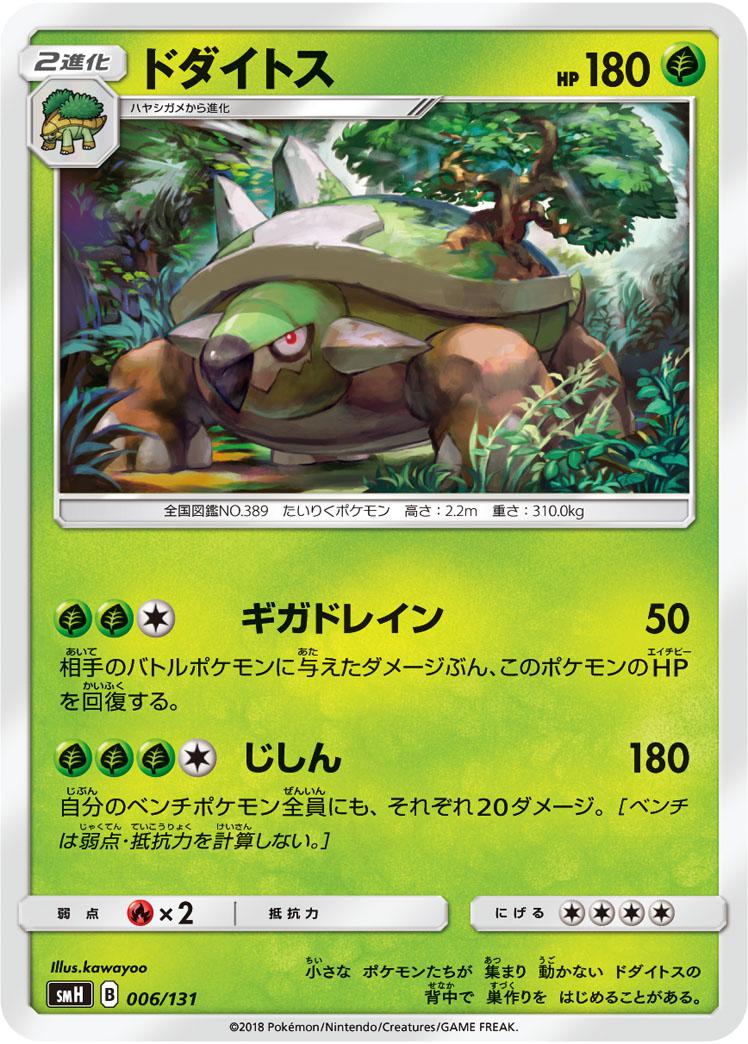 2進化
ドダイトス
HP 180
ハヤシガメから進化
全国図鑑NO.389 たいりくポケモン 高さ:2.2m 重さ:310.0kg
ギガドレイン 50
相手のバトルポケモンに与えたダメージぶん、このポケモンのHP
を回復する。
じしん 180
自分のベンチポケモン全員にも、それぞれ20ダメージ。[ベンチ
は弱点・抵抗力を計算しない。]
弱点 ×2 抵抗力 にげる
Illus.kawayoo
小さな ポケモンたちが 集まり 動かない ドダイトスの
背中で 巣作りを はじめることがある。
SMH B 006/131
©2018 Pokémon/Nintendo/Creatures/GAME FREAK.